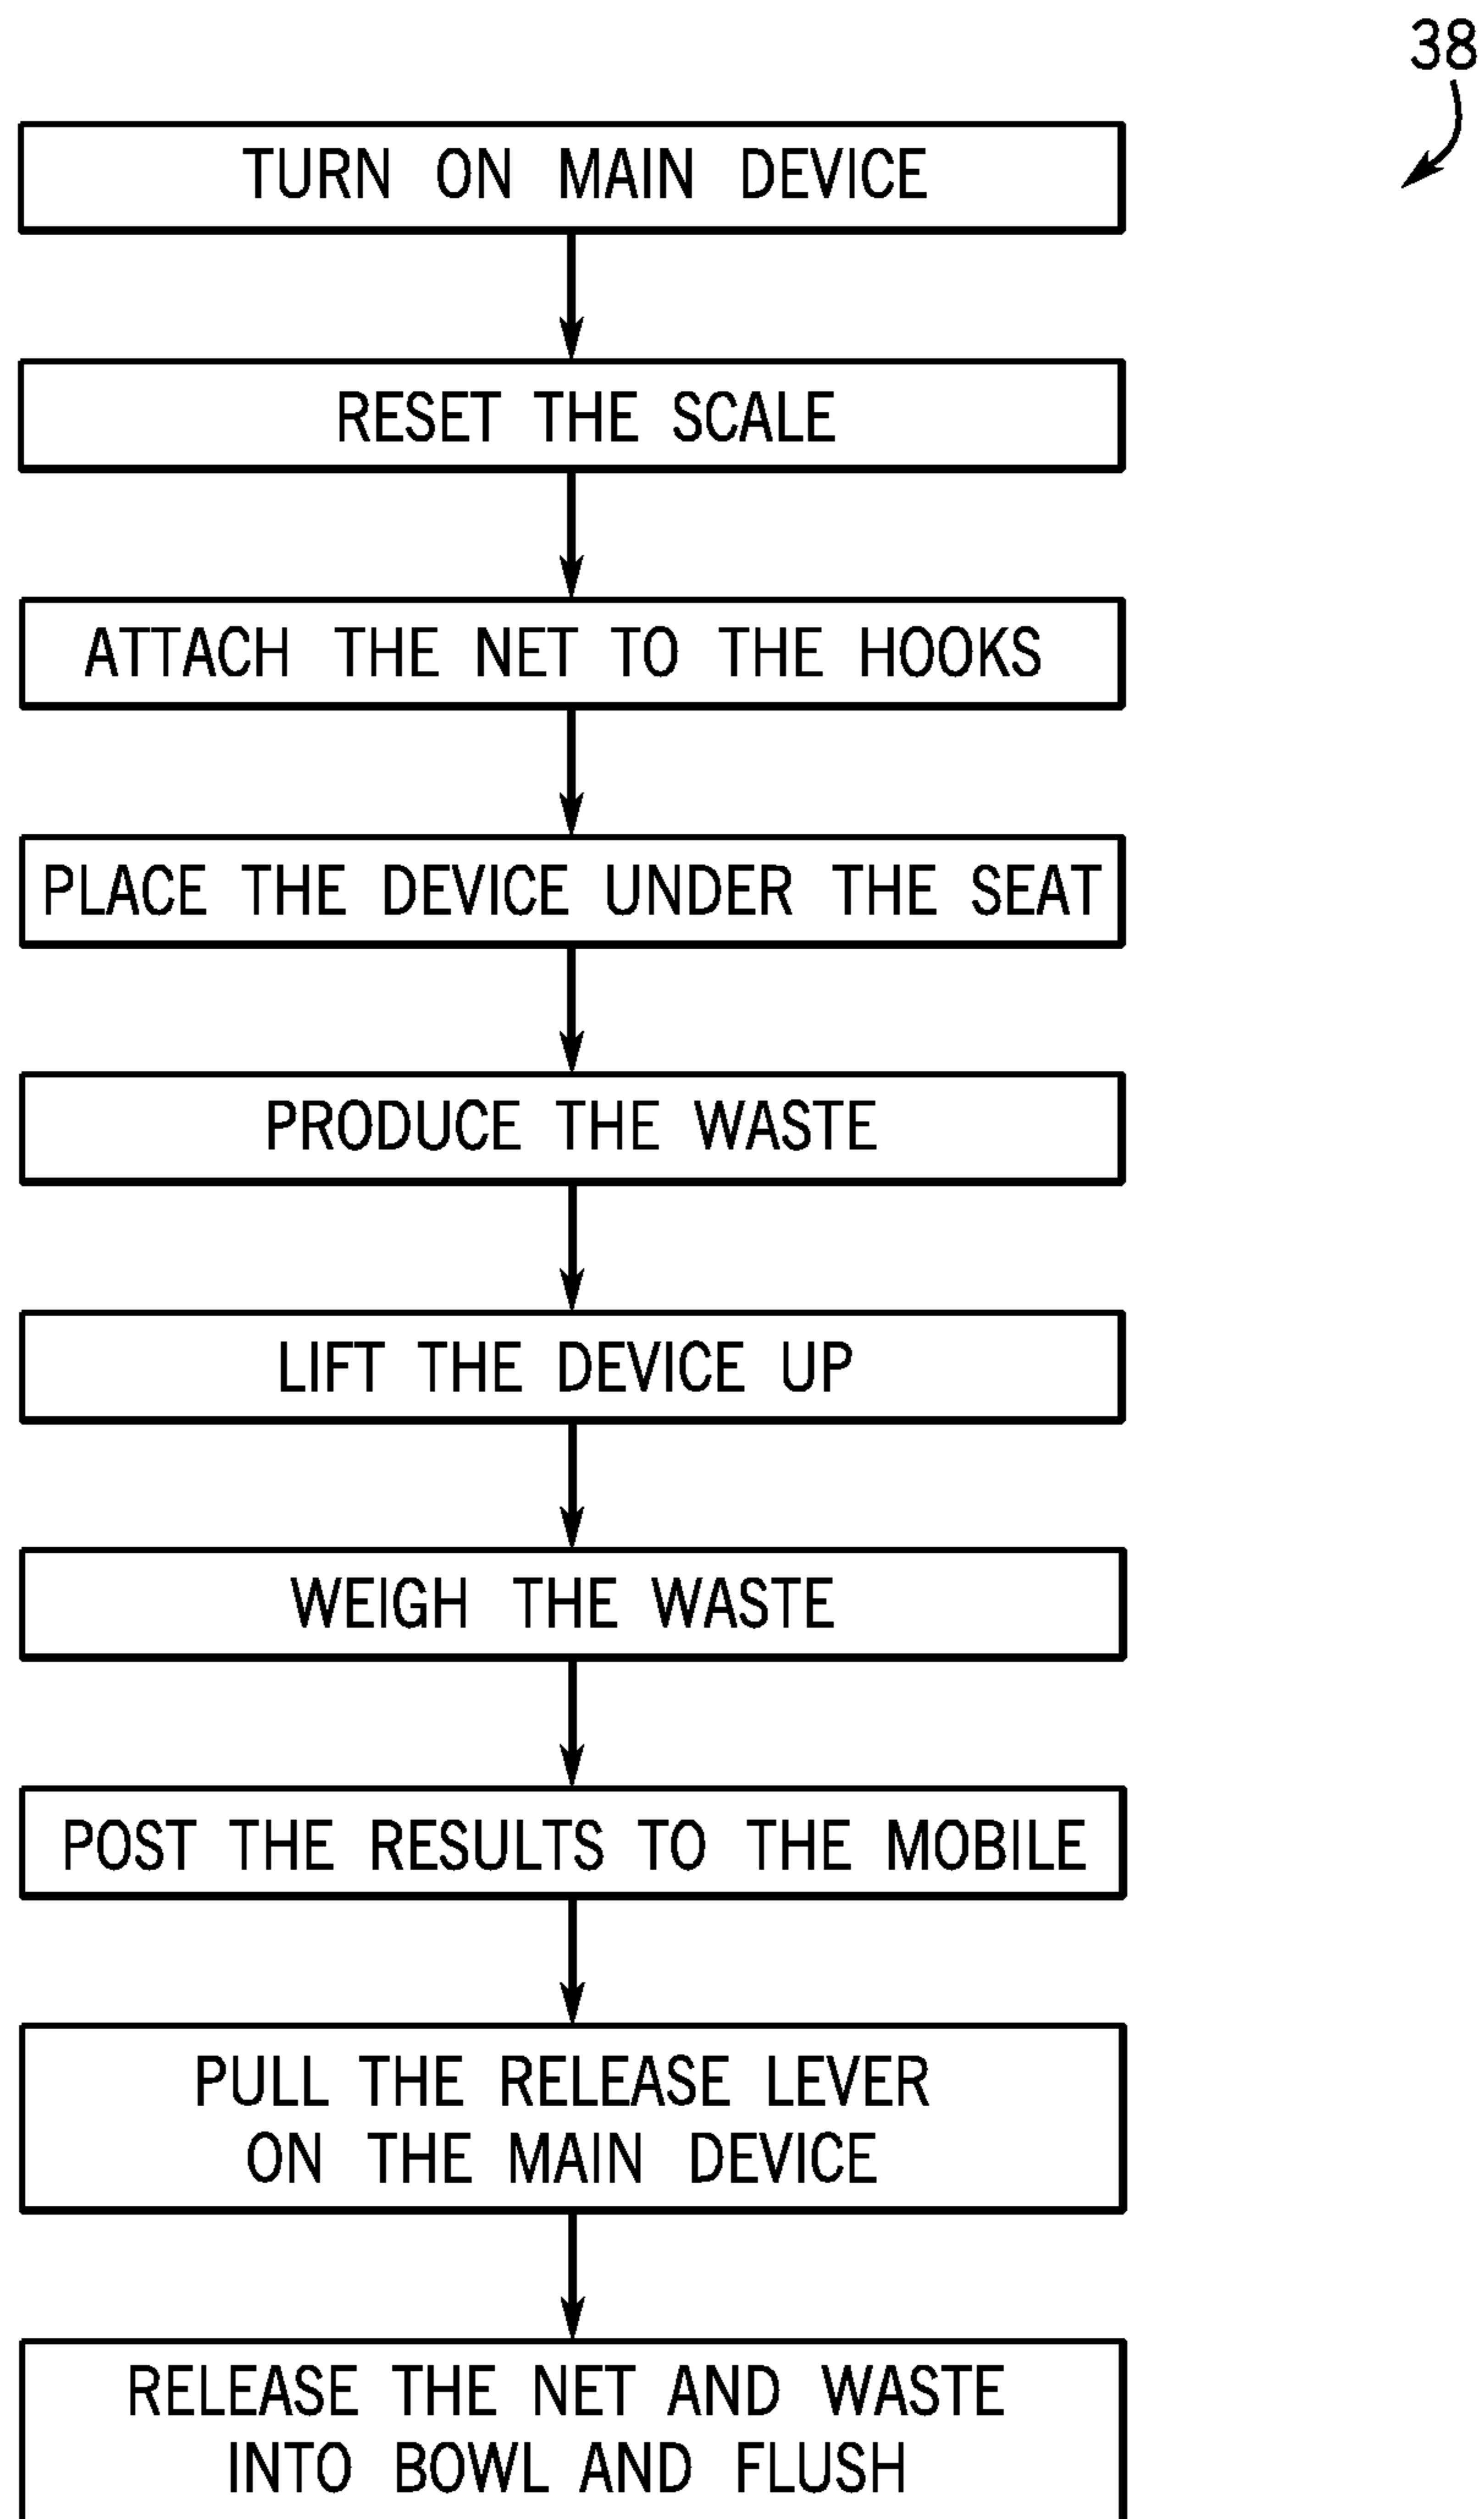 38
TURN ON MAIN DEVICE
RESET THE SCALE
ATTACH THE NET TO THE HOOKS
PLACE THE DEVICE UNDER THE SEAT
PRODUCE THE WASTE
LIFT THE DEVICE UP
WEIGH THE WASTE
POST THE RESULTS TO THE MOBILE
PULL THE RELEASE LEVER
ON THE MAIN DEVICE
RELEASE THE NET AND WASTE
INTO BOWL AND FLUSH